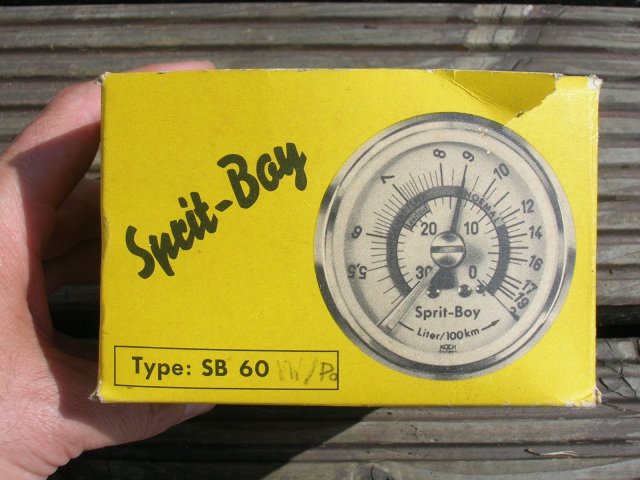 Sprit-Boy
7 8 9 10
12
6 14
5,5 16
17
NORMAL
20 10
30 0
Sprit-Boy
Liter/100km
Type: SB 60